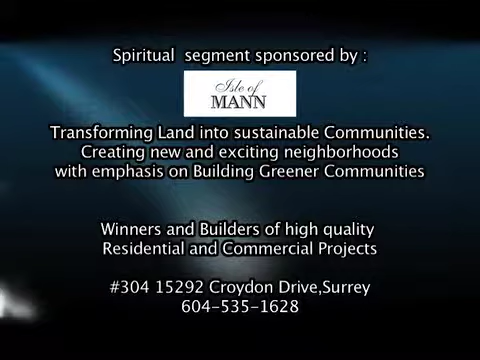 Spiritual  segment sponsored by :
Isle of
MANN
Transforming Land into sustainable Communities.
Creating new and exciting neighborhoods
with emphasis on Building Greener Communities
Winners and Builders of high quality
Residential and Commercial Projects
#304 15292 Croydon Drive,Surrey
604-535-1628